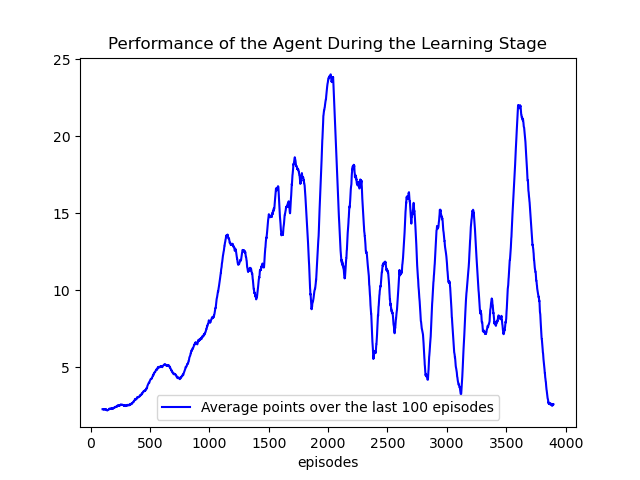 Performance of the Agent During the Learning Stage
25
20
15
10
5
Average points over the last 100 episodes
0 500 1000 1500 2000 2500 3000 3500 4000
episodes